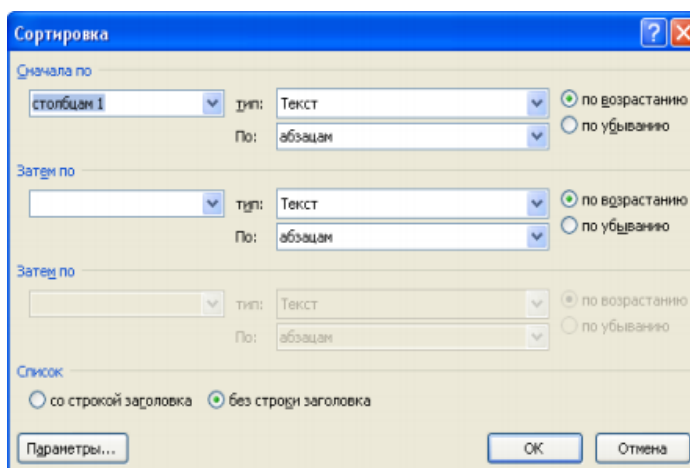 Сортировка
Сначала по
столбцам 1 тип: Текст по возрастанию
По: абзацам по убыванию
Затем по
тип: Текст по возрастанию
По: абзацам по убыванию
Затем по
тип: Текст по возрастанию
По: абзацам по убыванию
Список
со строкой заголовка без строки заголовка
Параметры... ОК Отмена